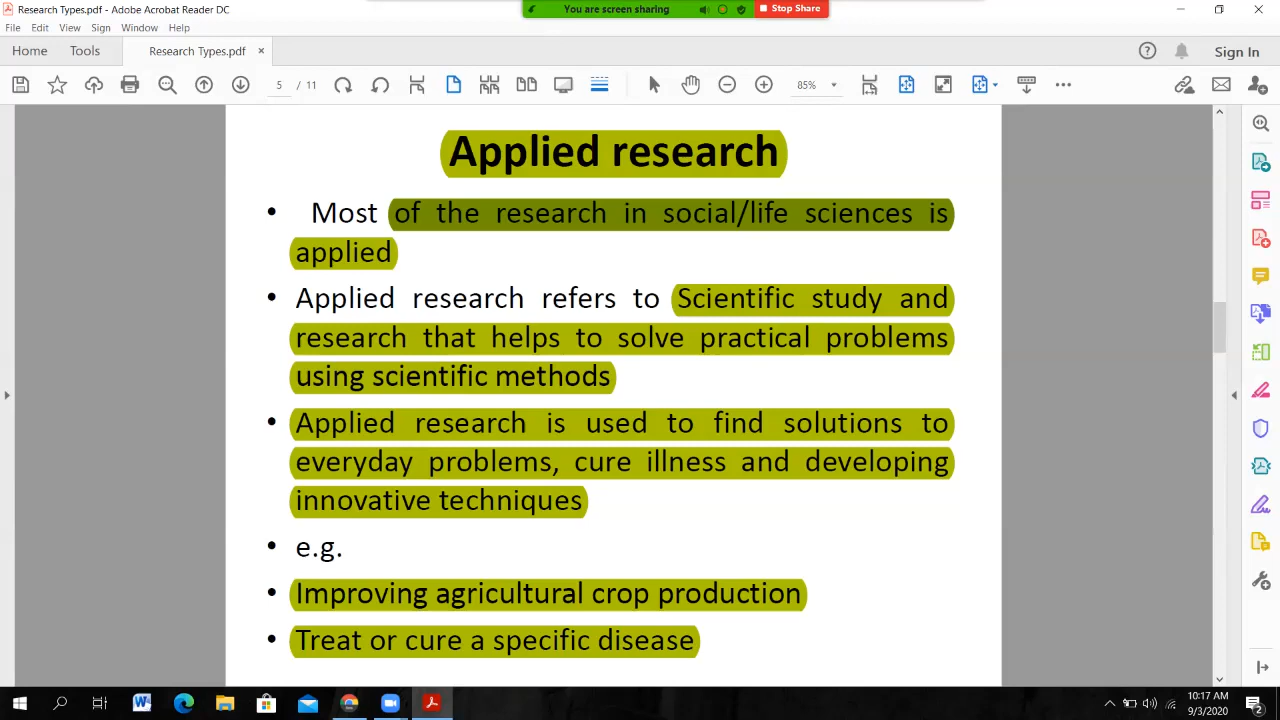 Research Types.pdf - Adobe Acrobat Reader DC
You are screen sharing
Stop Share
File Edit View Sign Window Help
Home Tools Research Types.pdf × Sign In
5 / 11 85%
Applied research
• Most of the research in social/life sciences is
applied
• Applied research refers to Scientific study and
research that helps to solve practical problems
using scientific methods
• Applied research is used to find solutions to
everyday problems, cure illness and developing
innovative techniques
• e.g.
• Improving agricultural crop production
• Treat or cure a specific disease
10:17 AM
9/3/2020
2